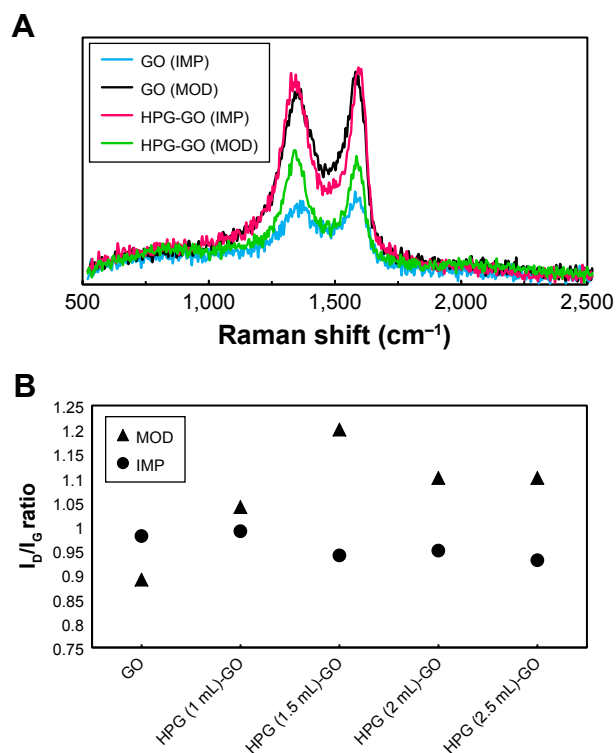 A
GO (IMP)
GO (MOD)
HPG-GO (IMP)
HPG-GO (MOD)
500 1,000 1,500 2,000 2,500
Raman shift (cm⁻¹)
B
1.25
1.2
1.15
1.1
1.05
1
0.95
0.9
0.85
0.8
0.75
I_D/I_G ratio
MOD
IMP
GO
HPG (1 mL)-GO
HPG (1.5 mL)-GO
HPG (2 mL)-GO
HPG (2.5 mL)-GO